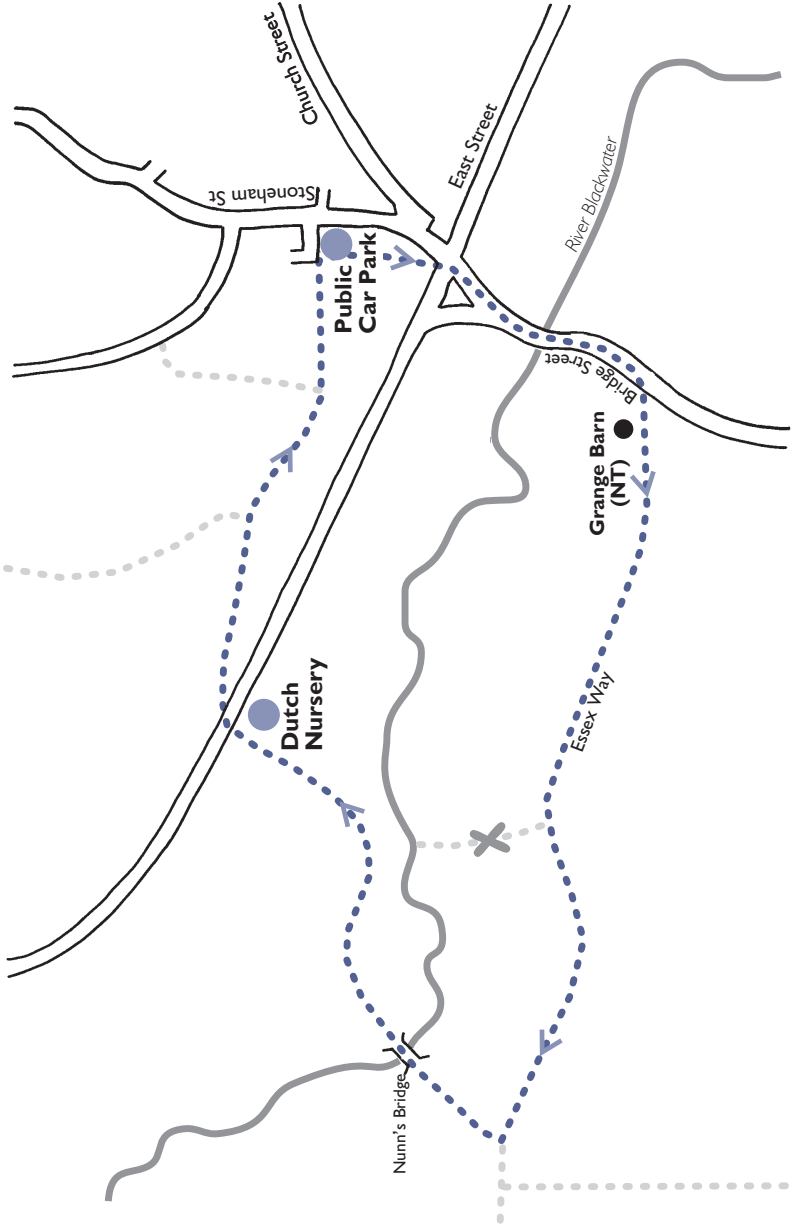 Church Street
East Street
Stoneham St
River Blackwater
Public
Car Park
Bridge Street
Grange Barn
(NT)
Essex Way
Dutch
Nursery
Nunn's Bridge